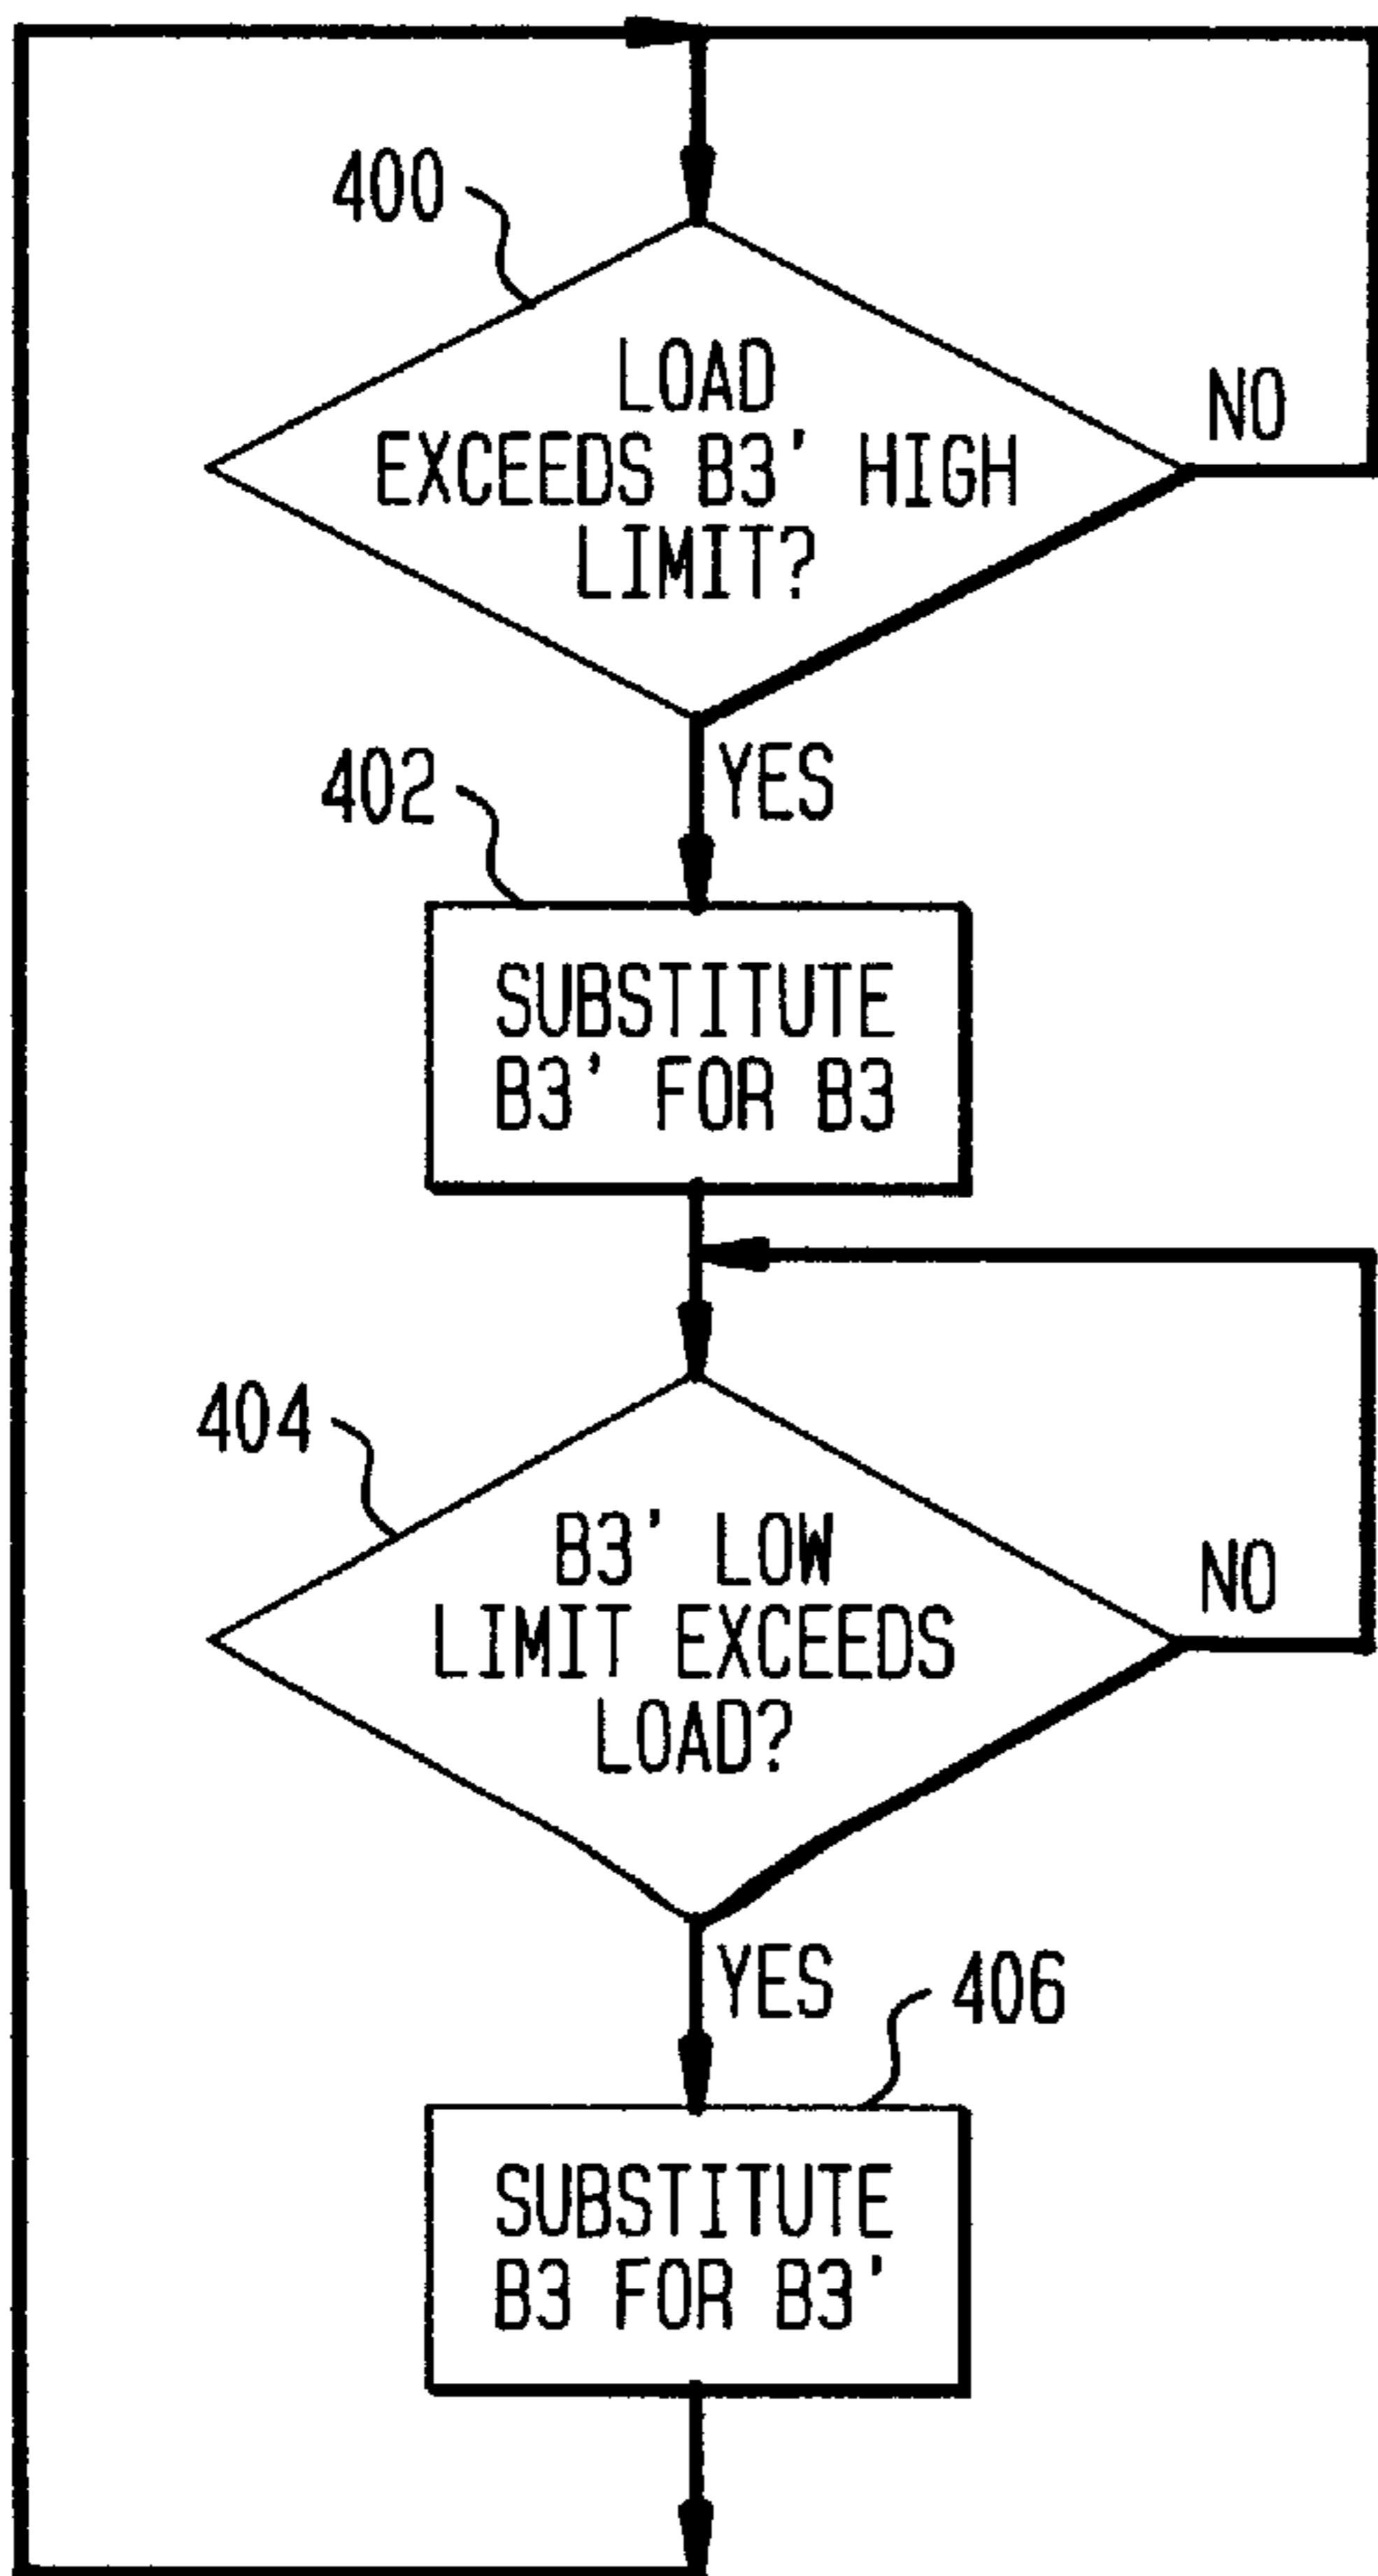 400
LOAD
EXCEEDS B3' HIGH
LIMIT?
NO
YES
402
SUBSTITUTE
B3' FOR B3
404
B3' LOW
LIMIT EXCEEDS
LOAD?
NO
YES
406
SUBSTITUTE
B3 FOR B3'